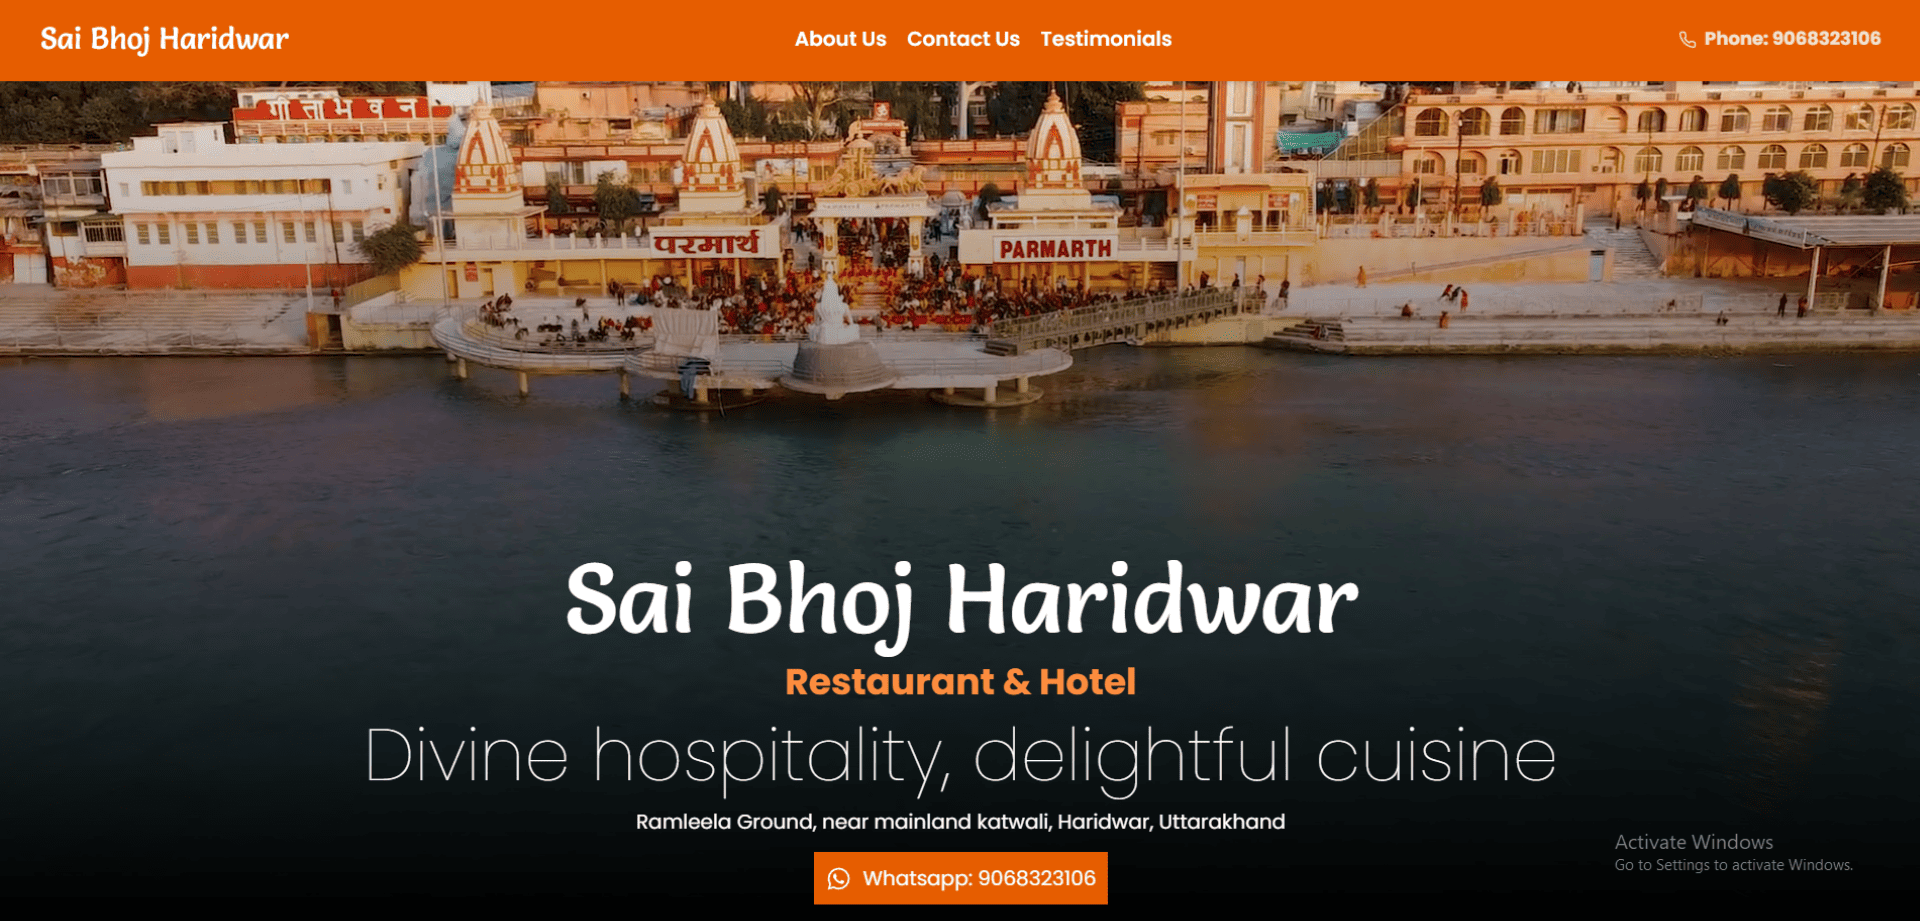 Sai Bhoj Haridwar
About Us Contact Us Testimonials
Phone: 9068323106
गीता भवन
परमार्थ
PARMARTH
Sai Bhoj Haridwar
Restaurant & Hotel
Divine hospitality, delightful cuisine
Ramleela Ground, near mainland katwali, Haridwar, Uttarakhand
Whatsapp: 9068323106
Activate Windows
Go to Settings to activate Windows.